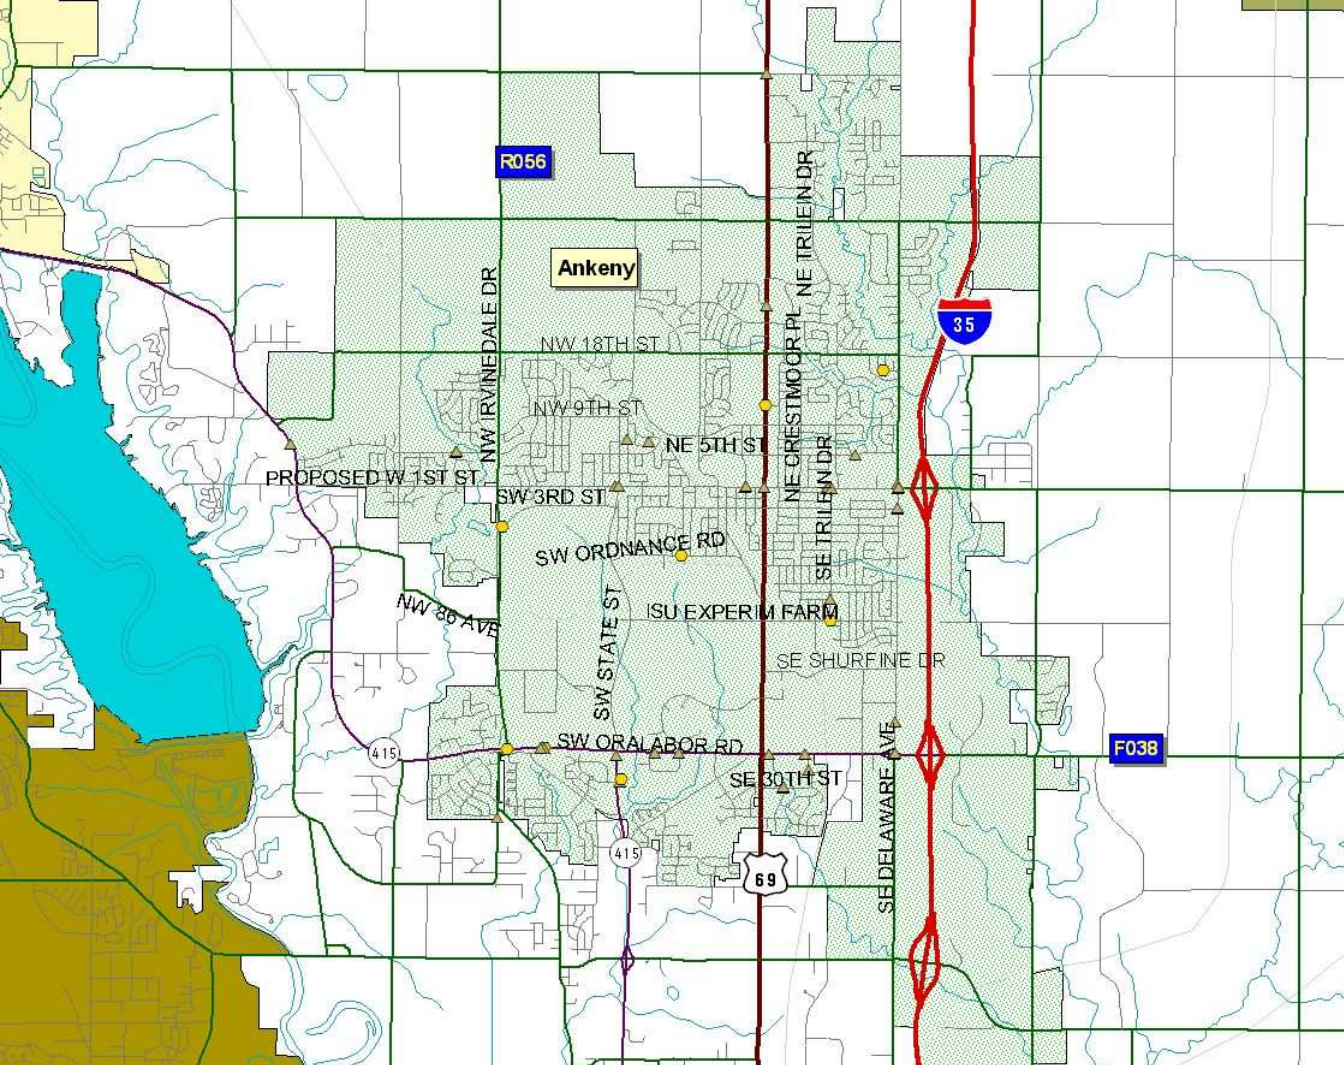 R056
Ankeny
NE TRILEIN DR
NW IRVINEDALE DR
35
NW 18TH ST
NE CRESTMOOR PL
NW 9TH ST
NE 5TH ST
PROPOSED W 1ST ST
SW 3RD ST
SE TRILEIN DR
SW ORDNANCE RD
NW 86 AVE
SW STATE ST
ISU EXPERIM FARM
SE SHURFINE DR
415
SW ORALABOR RD
F038
SE 30TH ST
SE DELAWARE AVE
415
69